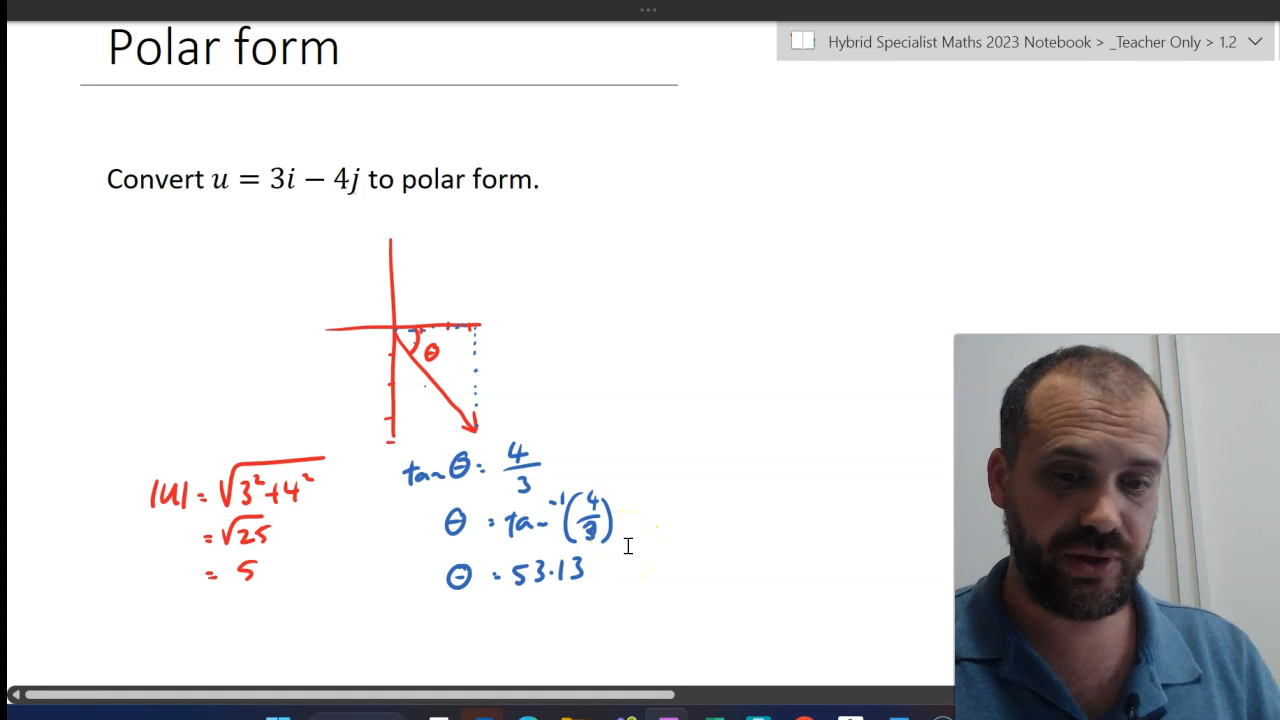 Polar form
Hybrid Specialist Maths 2023 Notebook > _Teacher Only > 1.2
Convert u = 3i − 4j to polar form.
θ
|u| = √3² + 4²
= √25
= 5
tan θ = 4/3
θ = tan⁻¹(4/3)
θ = 53.13